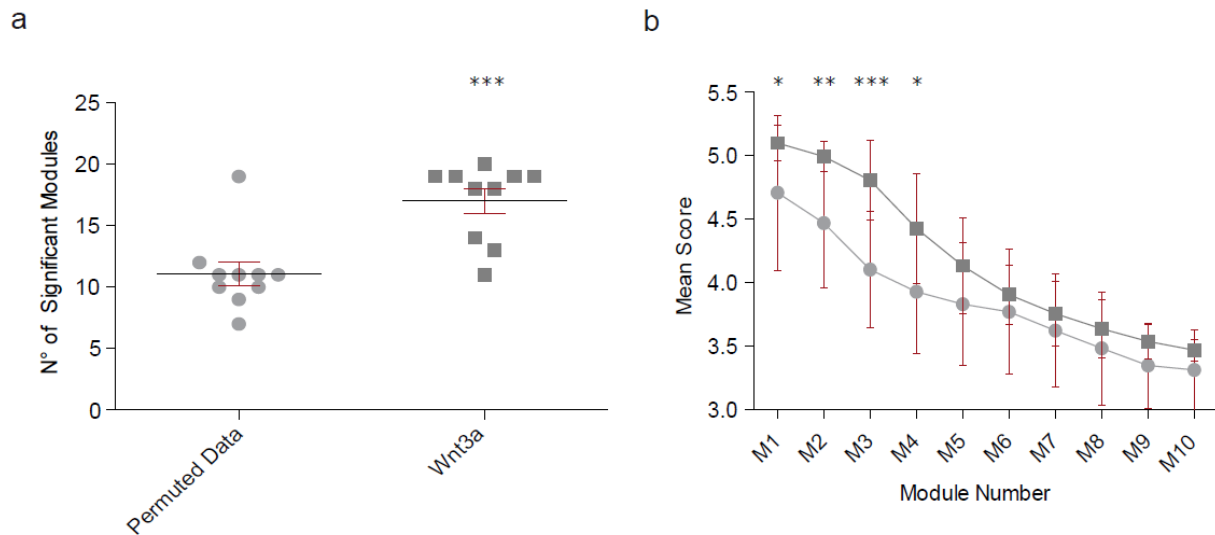 a
N° of Significant Modules
25
20
15
10
5
0
***
Permuted Data
Wnt3a
b
Mean Score
5.5
5.0
4.5
4.0
3.5
3.0
* ** *** *
M1 M2 M3 M4 M5 M6 M7 M8 M9 M10
Module Number